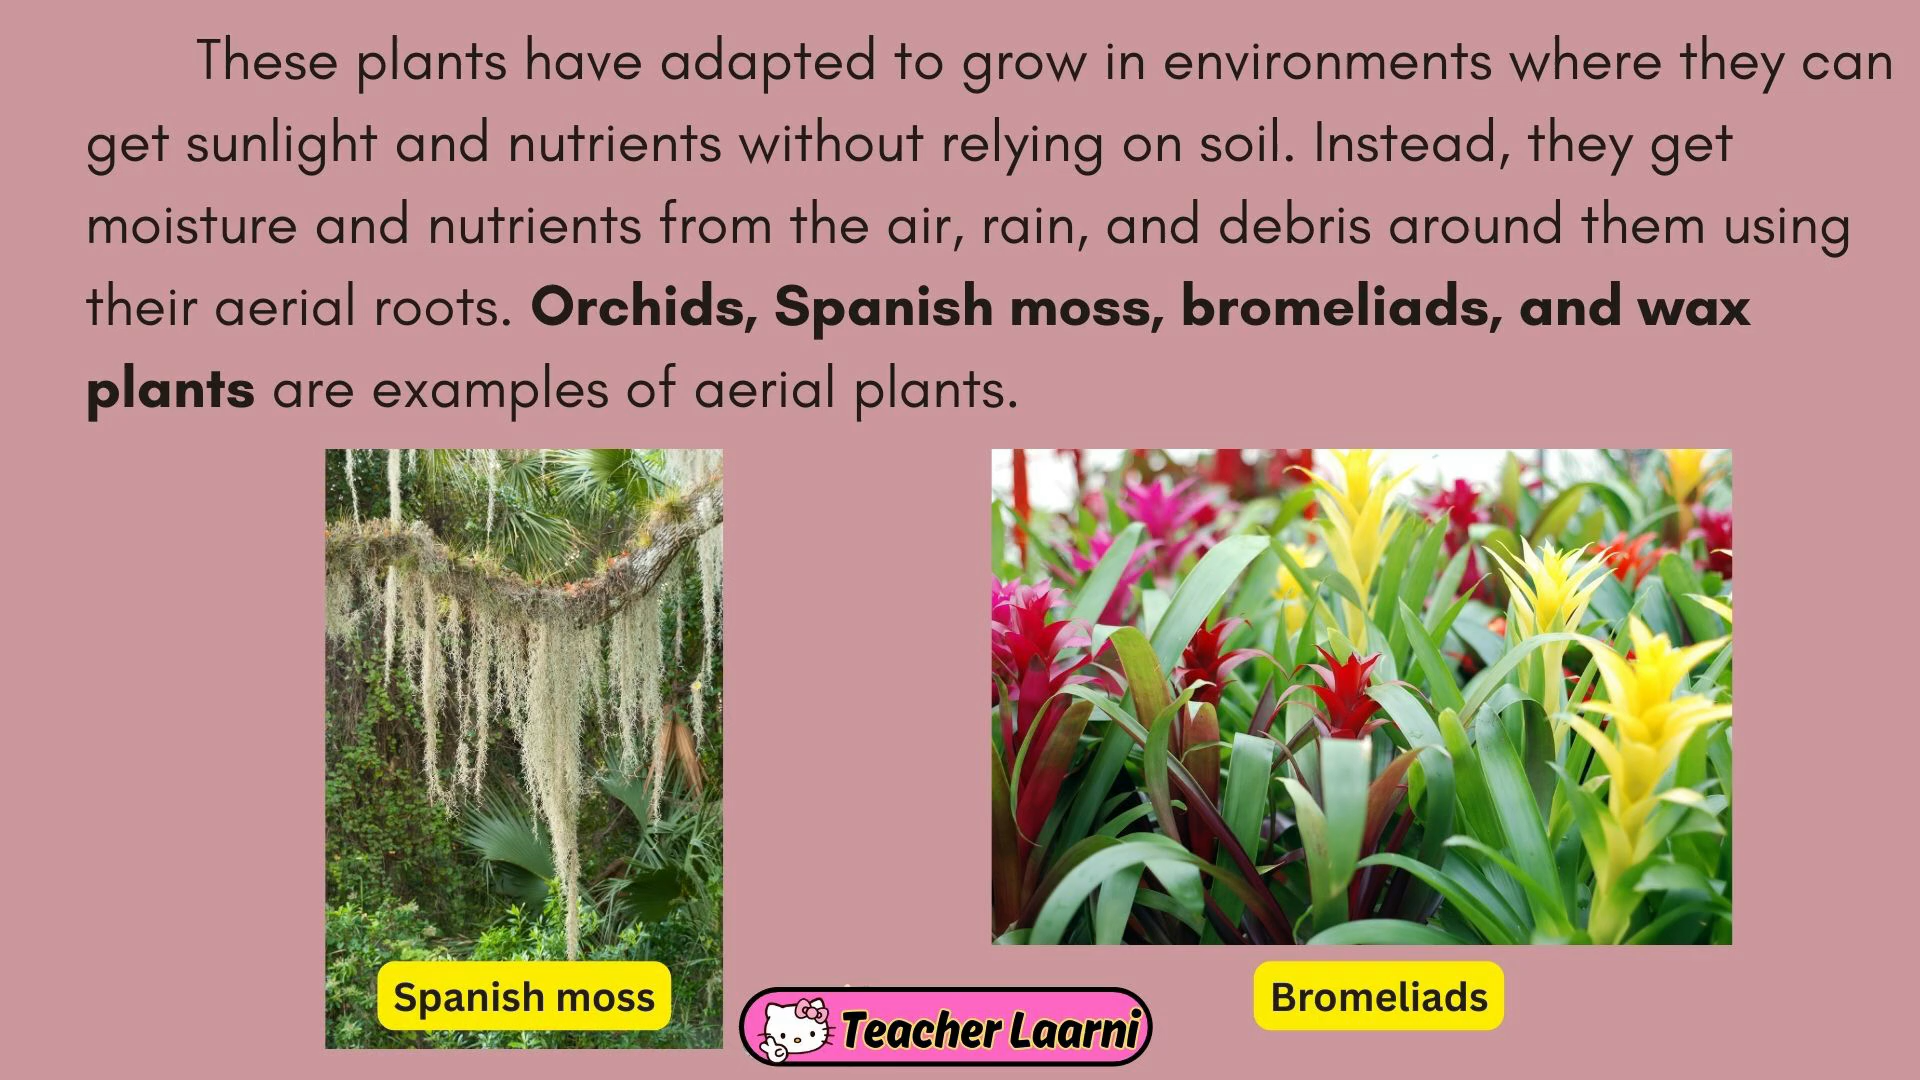 These plants have adapted to grow in environments where they can
get sunlight and nutrients without relying on soil. Instead, they get
moisture and nutrients from the air, rain, and debris around them using
their aerial roots. Orchids, Spanish moss, bromeliads, and wax
plants are examples of aerial plants.
Spanish moss
Bromeliads
Teacher Laarni